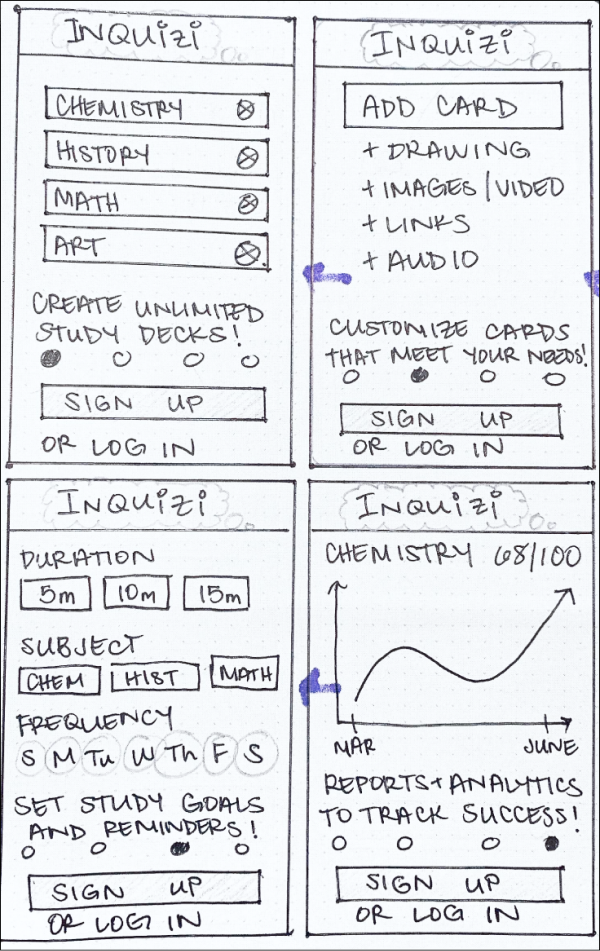 INQUIZI
CHEMISTRY
HISTORY
MATH
ART
CREATE UNLIMITED
STUDY DECKS!
SIGN UP
OR LOG IN
INQUIZI
ADD CARD
+ DRAWING
+ IMAGES/VIDEO
+ LINKS
+ AUDIO
CUSTOMIZE CARDS
THAT MEET YOUR NEEDS!
SIGN UP
OR LOG IN
INQUIZI
DURATION
5m 10m 15m
SUBJECT
CHEM HIST MATH
FREQUENCY
S M Tu W Th F S
SET STUDY GOALS
AND REMINDERS!
SIGN UP
OR LOG IN
INQUIZI
CHEMISTRY 68/100
MAR JUNE
REPORTS + ANALYTICS
TO TRACK SUCCESS!
SIGN UP
OR LOG IN